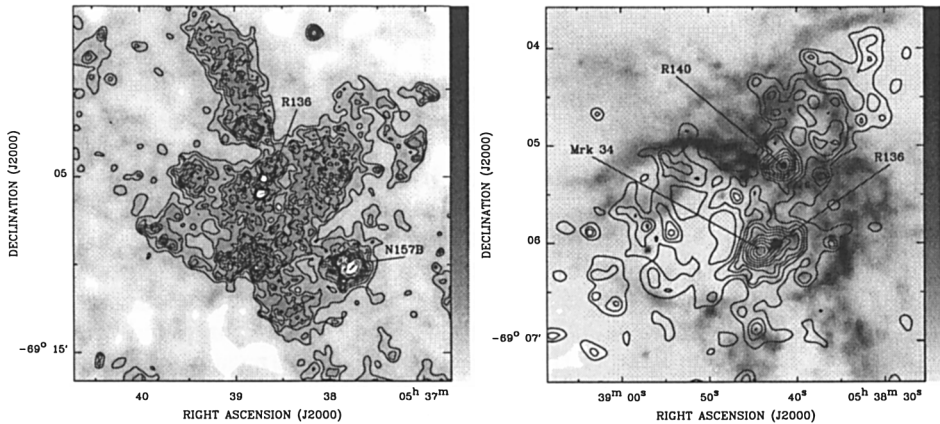 R136
N157B
DECLINATION (J2000)
05
-69° 15'
40
39
38
05ʰ 37ᵐ
RIGHT ASCENSION (J2000)
04
R140
Mrk 34
R136
DECLINATION (J2000)
05
06
-69° 07'
39ᵐ 00ˢ
50ˢ
40ˢ
05ʰ 38ᵐ 30ˢ
RIGHT ASCENSION (J2000)